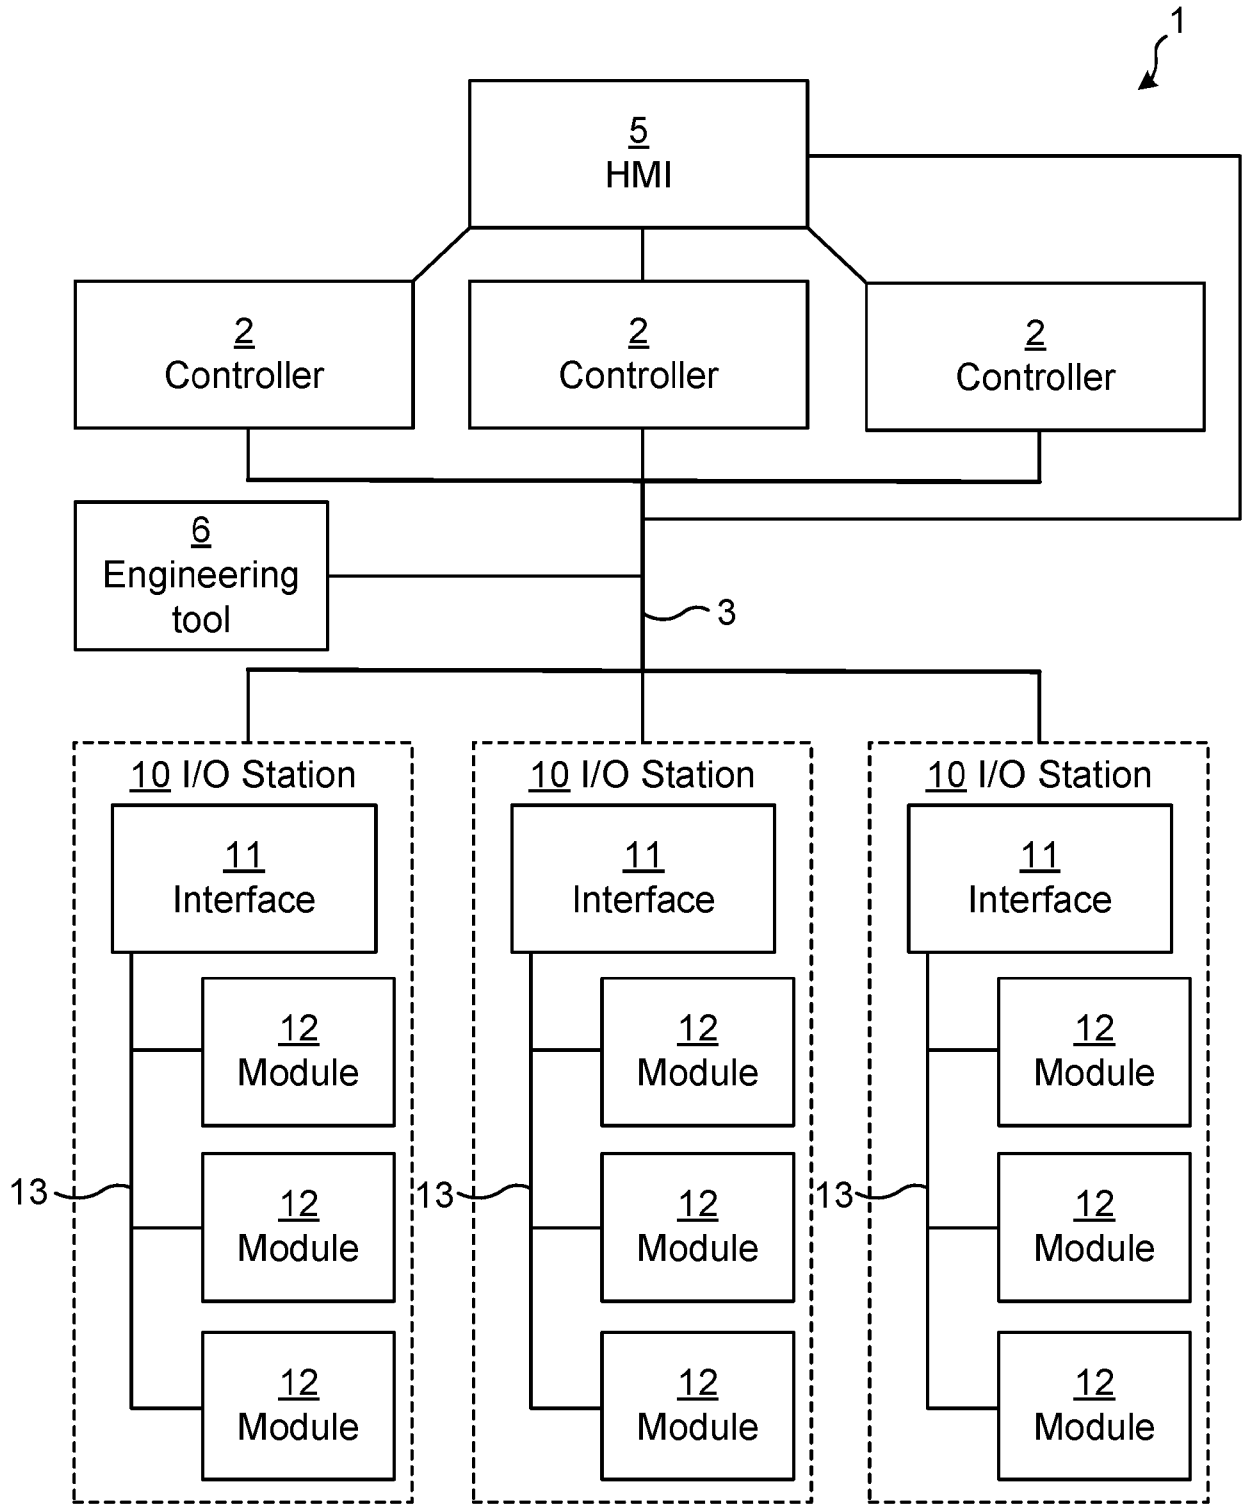 1
5
HMI
2
Controller
2
Controller
2
Controller
6
Engineering
tool
3
10 I/O Station
11
Interface
12
Module
13
12
Module
12
Module
10 I/O Station
11
Interface
12
Module
13
12
Module
12
Module
10 I/O Station
11
Interface
12
Module
13
12
Module
12
Module